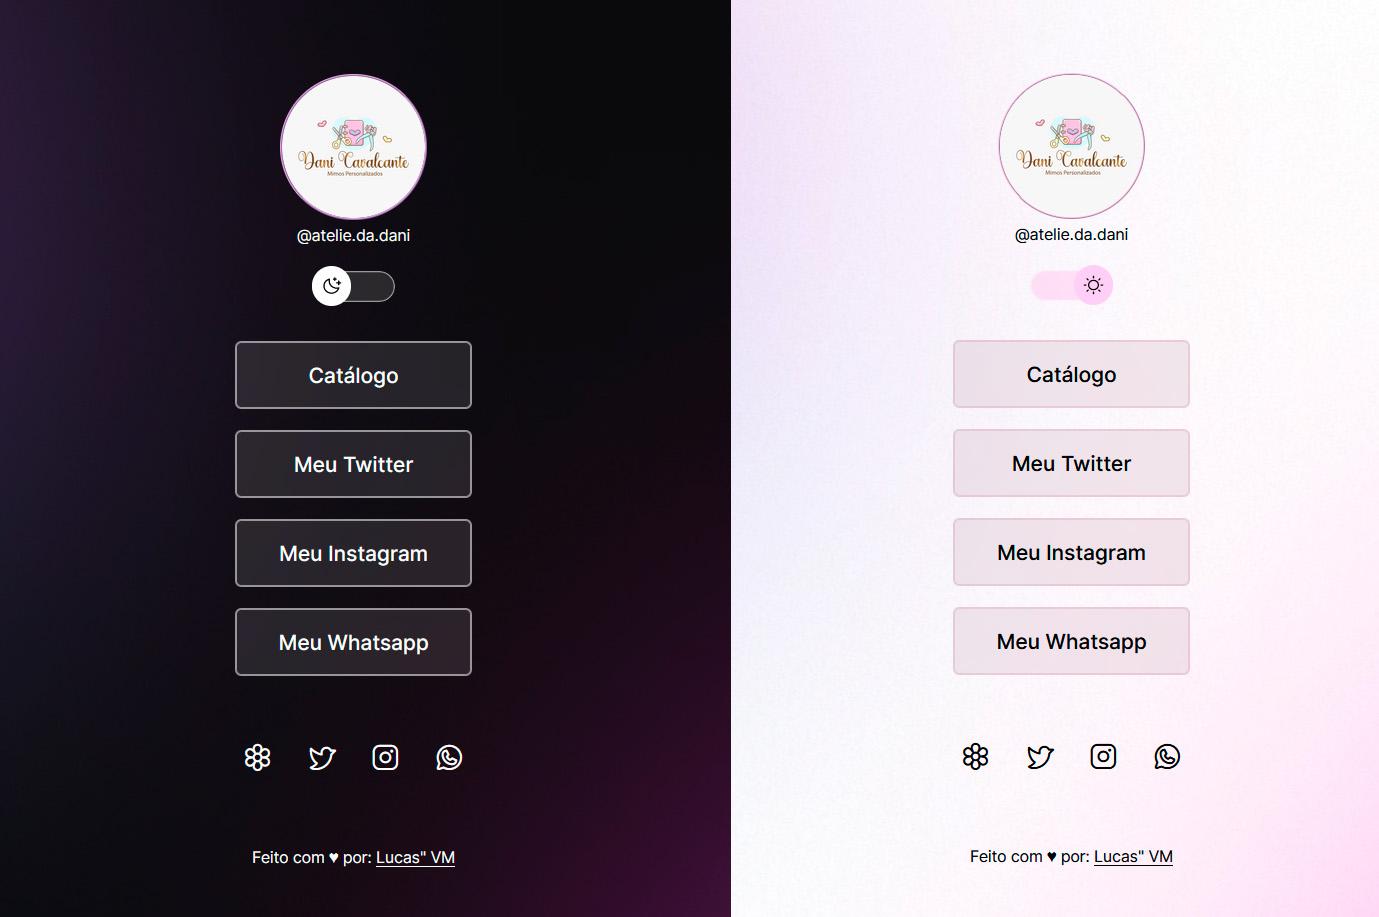 Dani Cavalcante
Mimos Personalizados
@atelie.da.dani
Catálogo
Meu Twitter
Meu Instagram
Meu Whatsapp
Feito com ♥ por: Lucas" VM
Dani Cavalcante
Mimos Personalizados
@atelie.da.dani
Catálogo
Meu Twitter
Meu Instagram
Meu Whatsapp
Feito com ♥ por: Lucas" VM